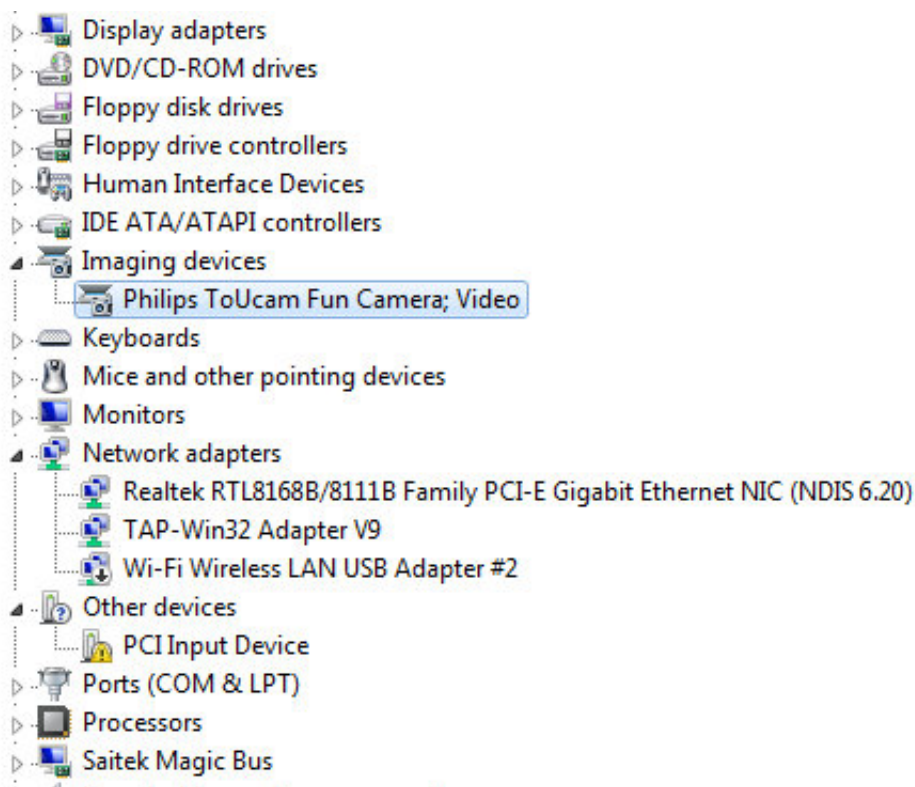 Display adapters
DVD/CD-ROM drives
Floppy disk drives
Floppy drive controllers
Human Interface Devices
IDE ATA/ATAPI controllers
Imaging devices
Philips ToUcam Fun Camera; Video
Keyboards
Mice and other pointing devices
Monitors
Network adapters
Realtek RTL8168B/8111B Family PCI-E Gigabit Ethernet NIC (NDIS 6.20)
TAP-Win32 Adapter V9
Wi-Fi Wireless LAN USB Adapter #2
Other devices
PCI Input Device
Ports (COM & LPT)
Processors
Saitek Magic Bus